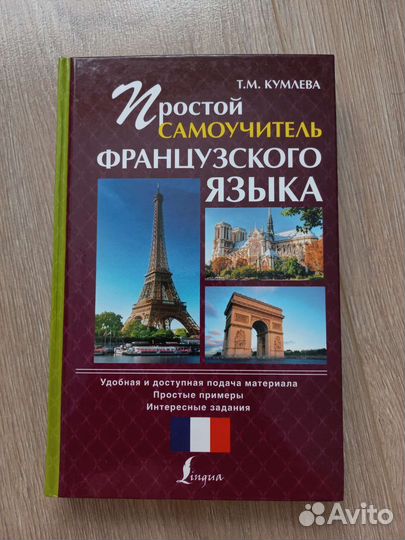 Т.М. КУМЛЕВА
Простой
САМОУЧИТЕЛЬ
ФРАНЦУЗСКОГО
ЯЗЫКА
Удобная и доступная подача материала
Простые примеры
Интересные задания
Lingua
Avito